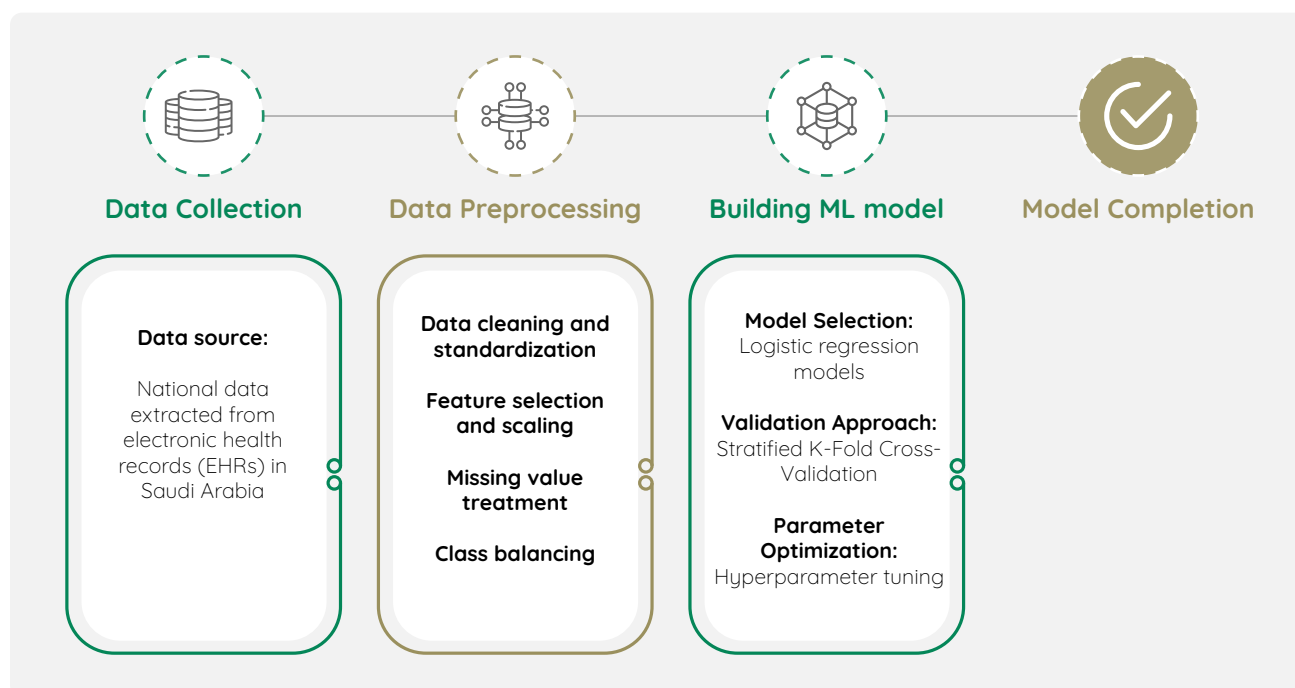 Data Collection
Data Preprocessing
Building ML model
Model Completion
Data source:
National data
extracted from
electronic health
records (EHRs) in
Saudi Arabia
Data cleaning and
standardization
Feature selection
and scaling
Missing value
treatment
Class balancing
Model Selection:
Logistic regression
models
Validation Approach:
Stratified K-Fold Cross-
Validation
Parameter
Optimization:
Hyperparameter tuning